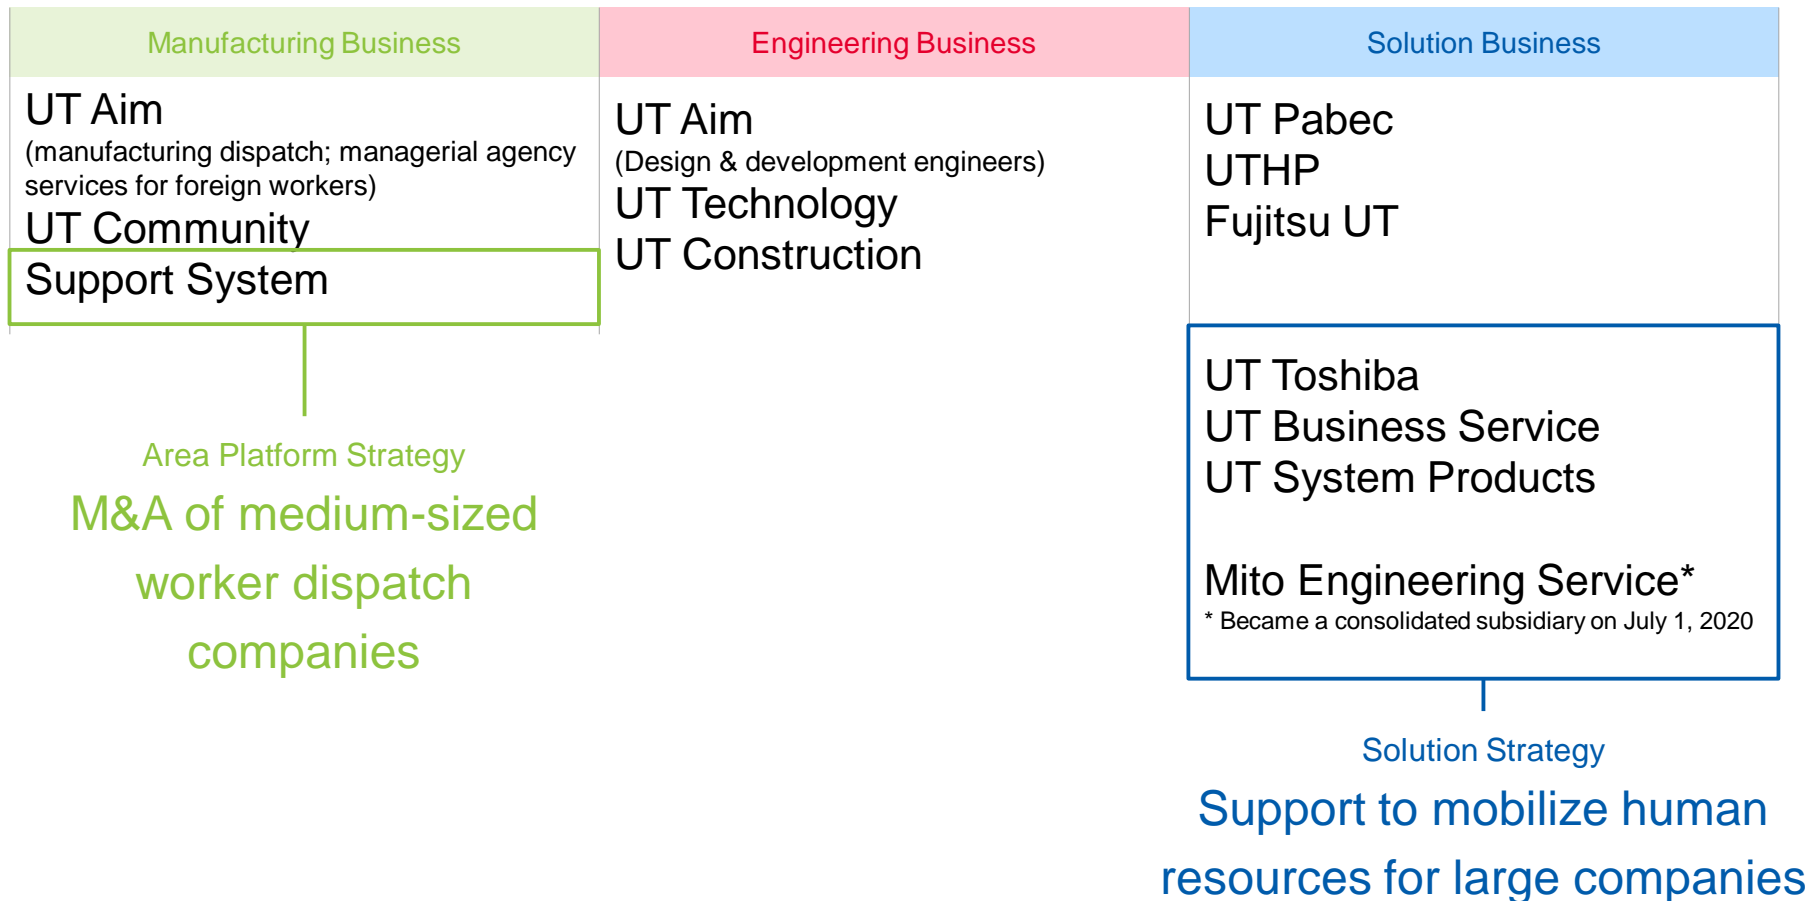 Manufacturing Business
Engineering Business
Solution Business
UT Aim
(manufacturing dispatch; managerial agency
services for foreign workers)
UT Community
Support System
UT Aim
(Design & development engineers)
UT Technology
UT Construction
UT Pabec
UTHP
Fujitsu UT
UT Toshiba
UT Business Service
UT System Products
Mito Engineering Service*
* Became a consolidated subsidiary on July 1, 2020
Area Platform Strategy
M&A of medium-sized
worker dispatch
companies
Solution Strategy
Support to mobilize human
resources for large companies